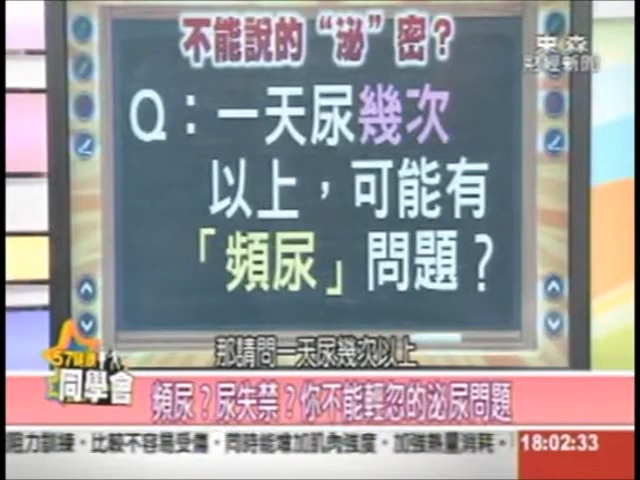 不能說的“泌”密？
東森
財經新聞
Q：一天尿幾次
以上，可能有
「頻尿」問題？
那請問一天尿幾次以上
57健康
同學會
頻尿？尿失禁？你不能輕忽的泌尿問題
阻力訓練。比較不容易受傷。同時能增加肌肉強度。加強熱量消耗。
18:02:33